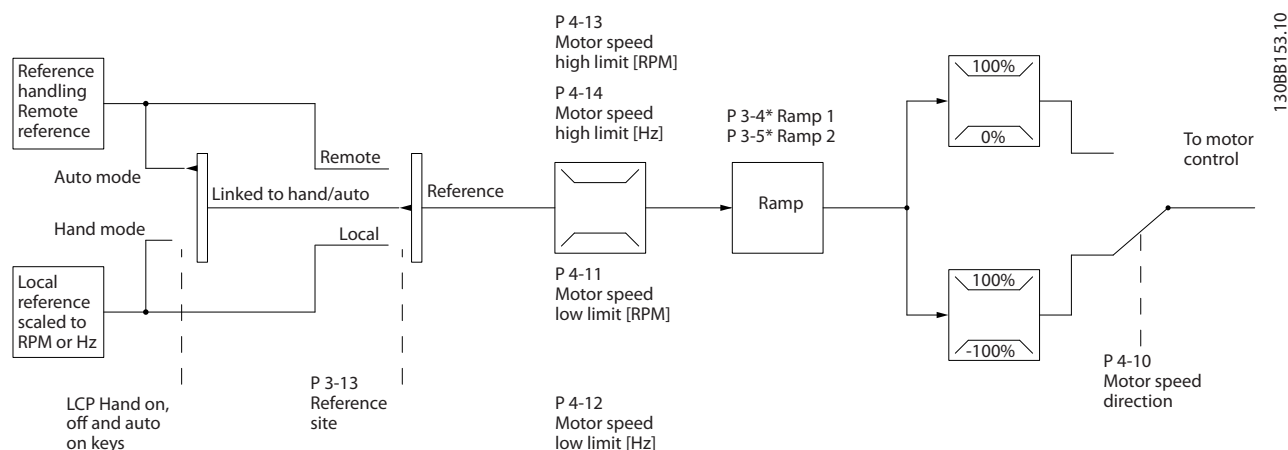 Reference
handling
Remote
reference
Auto mode
Hand mode
Local
reference
scaled to
RPM or Hz
LCP Hand on,
off and auto
on keys
Linked to hand/auto
Remote
Local
P 3-13
Reference
site
Reference
P 4-13
Motor speed
high limit [RPM]
P 4-14
Motor speed
high limit [Hz]
P 4-11
Motor speed
low limit [RPM]
P 4-12
Motor speed
low limit [Hz]
P 3-4* Ramp 1
P 3-5* Ramp 2
Ramp
100%
0%
100%
-100%
To motor
control
P 4-10
Motor speed
direction
130BB153.10